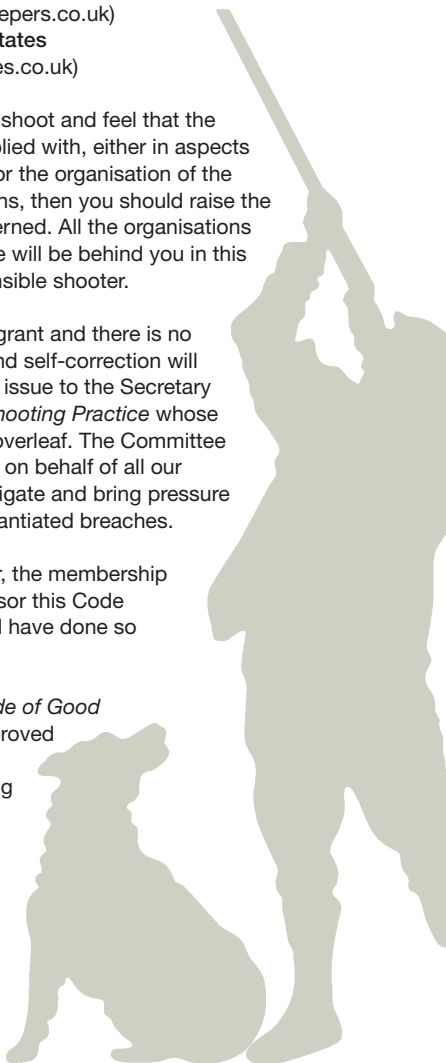 epers.co.uk)
tates
es.co.uk)
shoot and feel that the
plied with, either in aspects
or the organisation of the
ns, then you should raise the
erned. All the organisations
e will be behind you in this
nsible shooter.
grant and there is no
nd self-correction will
issue to the Secretary
hooting Practice whose
overleaf. The Committee
on behalf of all our
tigate and bring pressure
tantiated breaches.
r, the membership
sor this Code
l have done so
de of Good
proved
g